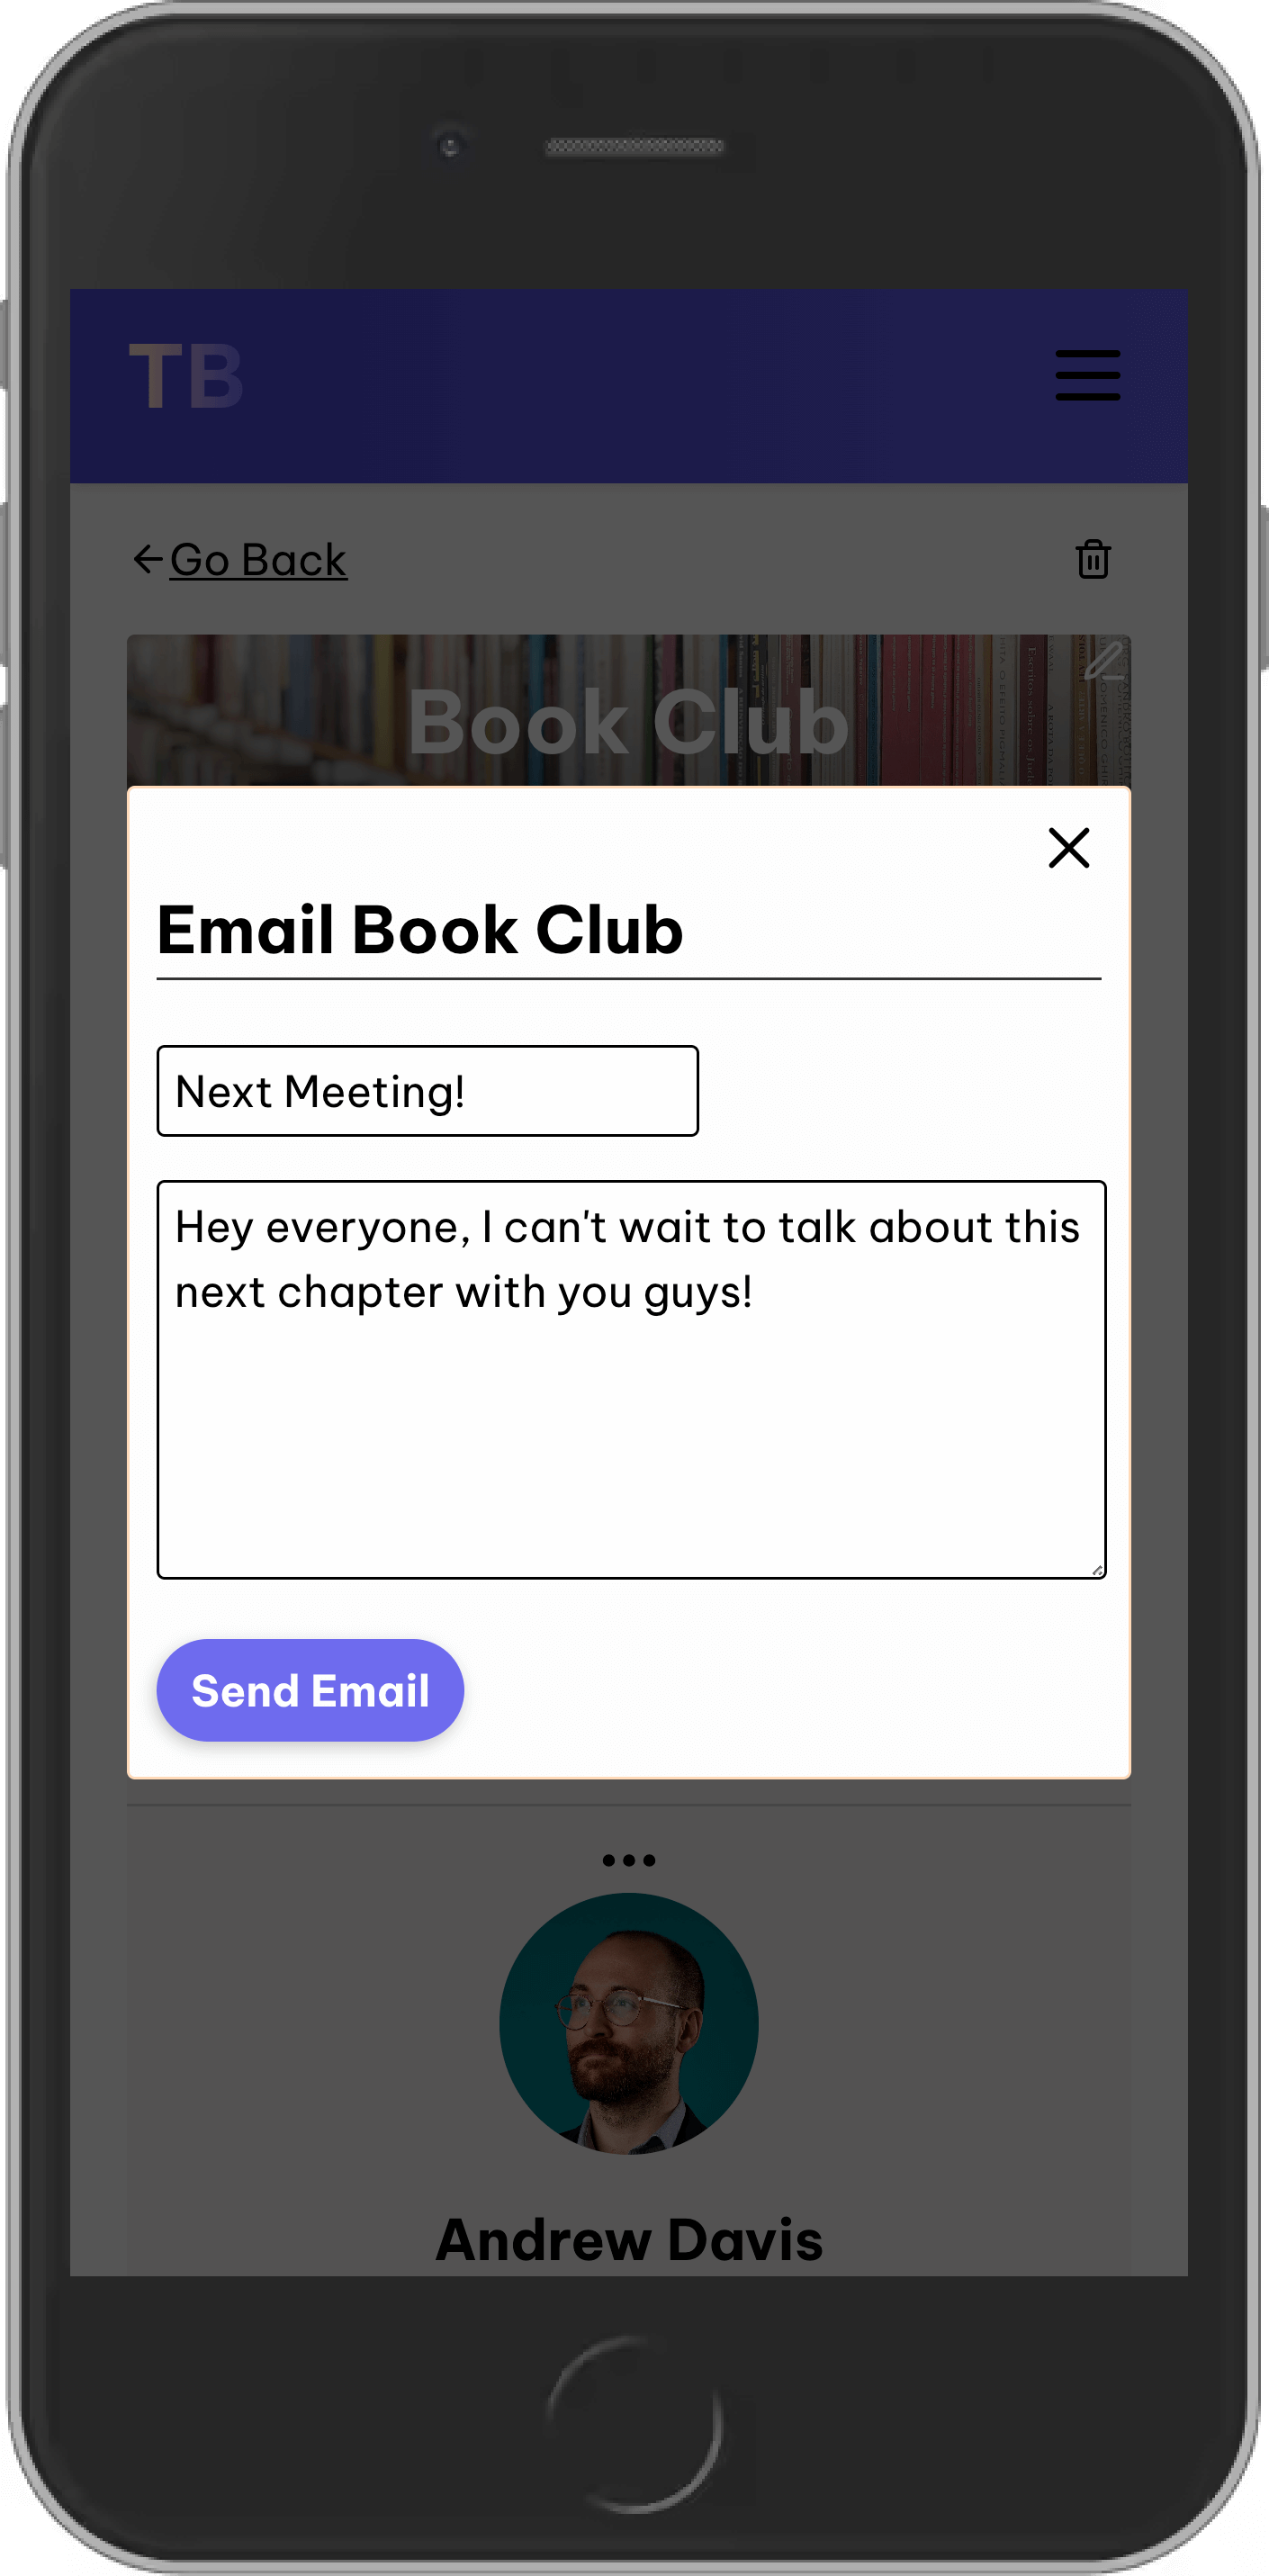 TB
Go Back
Book Club
Email Book Club
Next Meeting!
Hey everyone, I can't wait to talk about this
next chapter with you guys!
Send Email
Andrew Davis